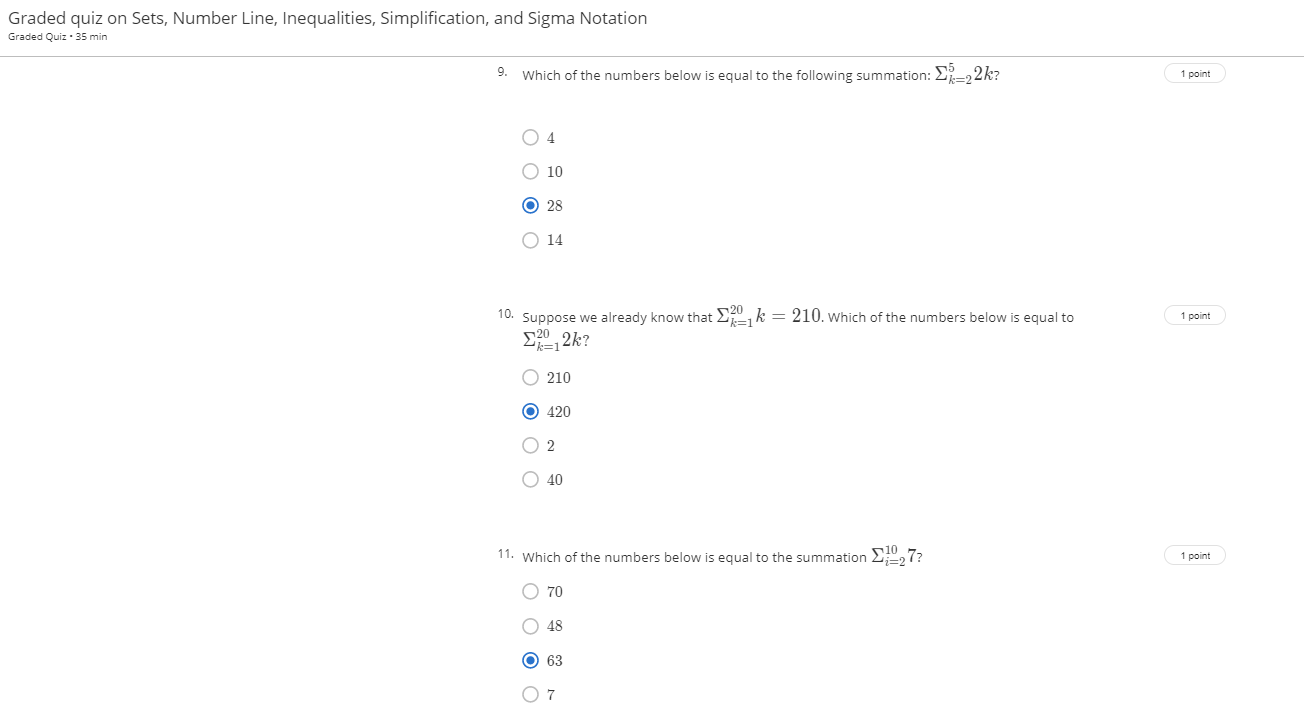 Graded quiz on Sets, Number Line, Inequalities, Simplification, and Sigma Notation
Graded Quiz • 35 min
9. Which of the numbers below is equal to the following summation: $\Sigma_{k=2}^{5} 2k$?
1 point
4
10
28
14
10. Suppose we already know that $\Sigma_{k=1}^{20} k = 210$. Which of the numbers below is equal to
1 point
$\Sigma_{k=1}^{20} 2k$?
210
420
2
40
11. Which of the numbers below is equal to the summation $\Sigma_{i=2}^{10} 7$?
1 point
70
48
63
7